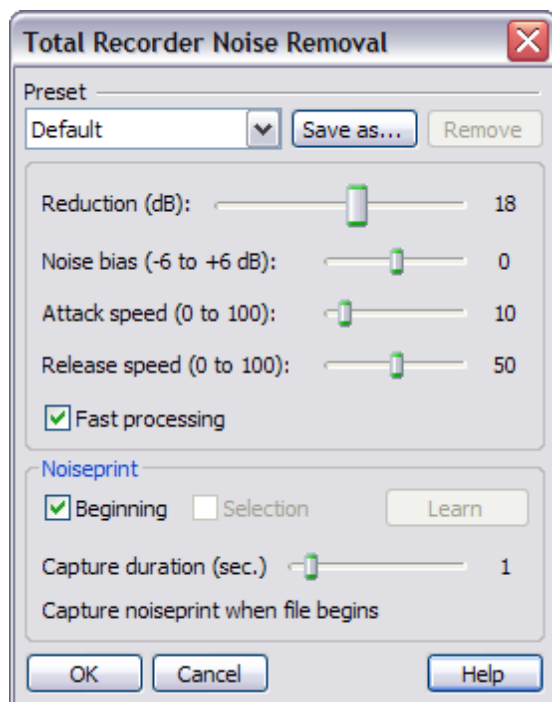 Total Recorder Noise Removal
Preset
Default Save as... Remove
Reduction (dB): 18
Noise bias (-6 to +6 dB): 0
Attack speed (0 to 100): 10
Release speed (0 to 100): 50
Fast processing
Noiseprint
Beginning Selection Learn
Capture duration (sec.) 1
Capture noiseprint when file begins
OK Cancel Help